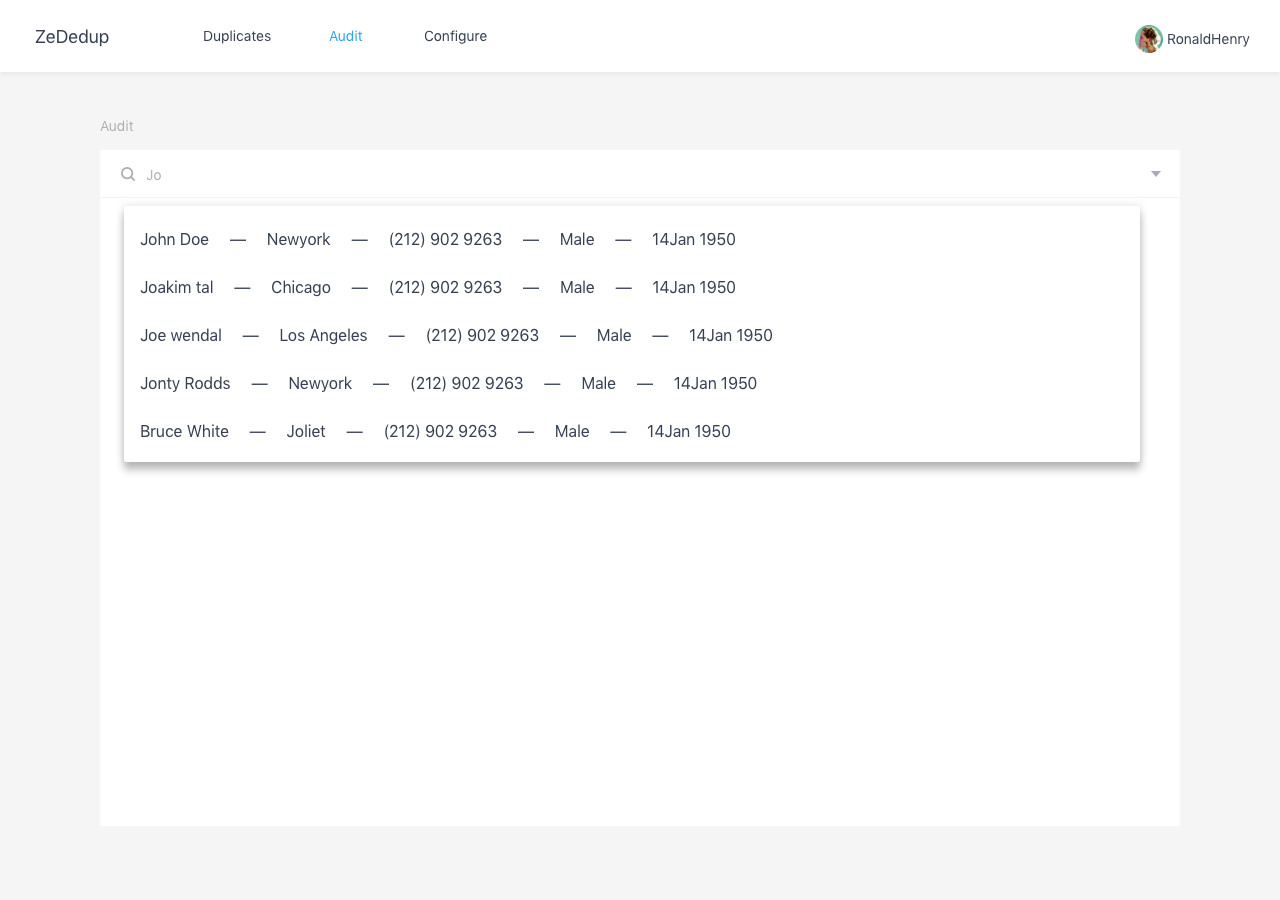 ZeDedup Duplicates Audit Configure RonaldHenry
Audit
Jo
John Doe — Newyork — (212) 902 9263 — Male — 14Jan 1950
Joakim tal — Chicago — (212) 902 9263 — Male — 14Jan 1950
Joe wendal — Los Angeles — (212) 902 9263 — Male — 14Jan 1950
Jonty Rodds — Newyork — (212) 902 9263 — Male — 14Jan 1950
Bruce White — Joliet — (212) 902 9263 — Male — 14Jan 1950